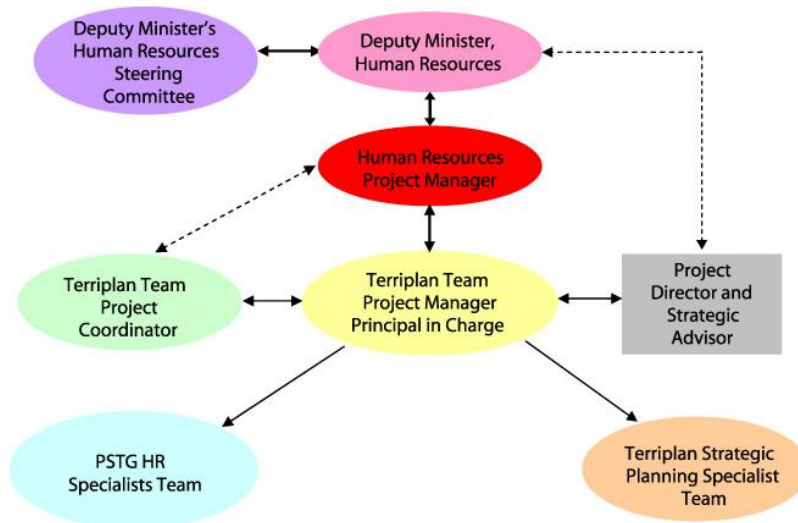 Deputy Minister's
Human Resources
Steering
Committee
Deputy Minister,
Human Resources
Human Resources
Project Manager
Terriplan Team
Project
Coordinator
Terriplan Team
Project Manager
Principal in Charge
Project
Director and
Strategic
Advisor
PSTG HR
Specialists Team
Terriplan Strategic
Planning Specialist
Team